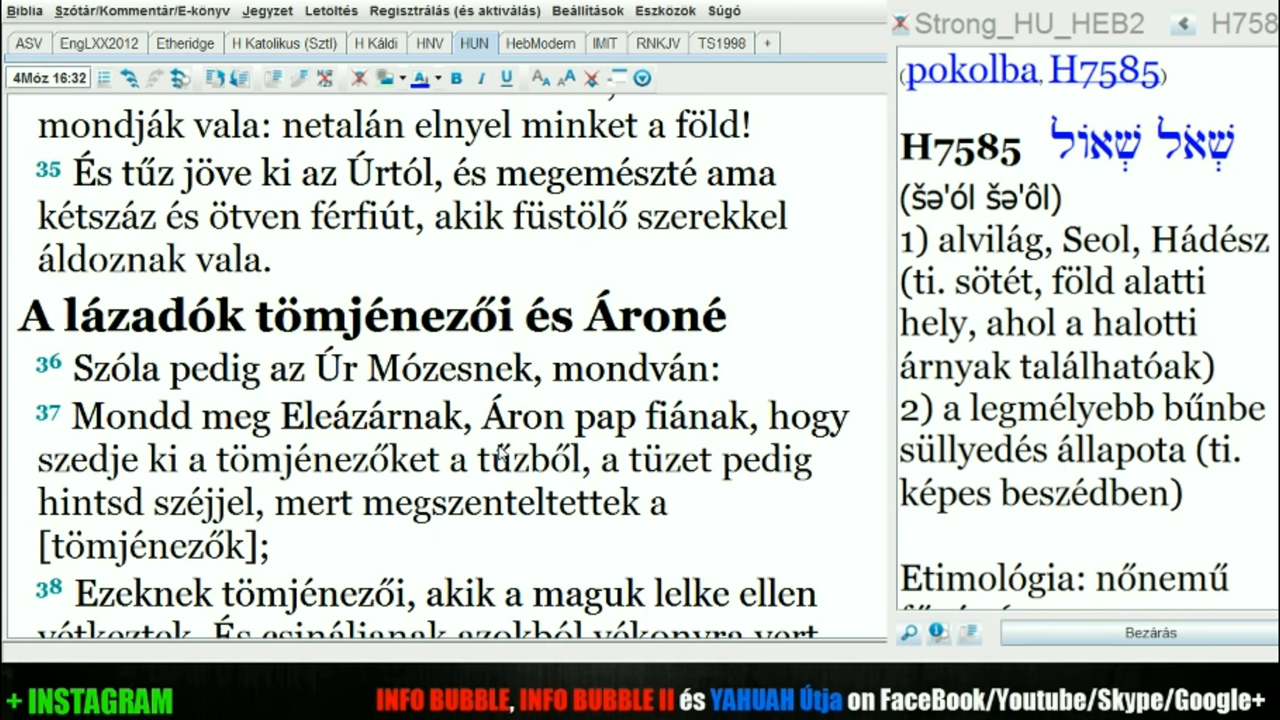 Biblia Szótár/Kommentár/E-könyv Jegyzet Letöltés Regisztrálás (és aktiválás) Beállítások Eszközök Súgó
ASV EngLXX2012 Etheridge H Katolikus (Sztl) H Káldi HNV HUN HebModern IMIT RNKJV TS1998 +
4Móz 16:32
mondják vala: netalán elnyel minket a föld!
35 És tűz jöve ki az Úrtól, és megemészté ama
kétszáz és ötven férfiút, akik füstölő szerekkel
áldoznak vala.
A lázadók tömjénezői és Ároné
36 Szóla pedig az Úr Mózesnek, mondván:
37 Mondd meg Eleázárnak, Áron pap fiának, hogy
szedje ki a tömjénezőket a tűzből, a tüzet pedig
hintsd széjjel, mert megszenteltettek a
[tömjénezők];
38 Ezeknek tömjénezői, akik a maguk lelke ellen
vétkeztek. És csináljanak azokból vékonyra vert
Strong_HU_HEB2 H758
(pokolba, H7585)
H7585 שְׁאֹל שְׁאוֹל
(šə'ól šə'ôl)
1) alvilág, Seol, Hádész
(ti. sötét, föld alatti
hely, ahol a halotti
árnyak találhatóak)
2) a legmélyebb bűnbe
süllyedés állapota (ti.
képes beszédben)
Etimológia: nőnemű
Bezárás
+ INSTAGRAM
INFO BUBBLE, INFO BUBBLE II és YAHUAH Útja on FaceBook/Youtube/Skype/Google+